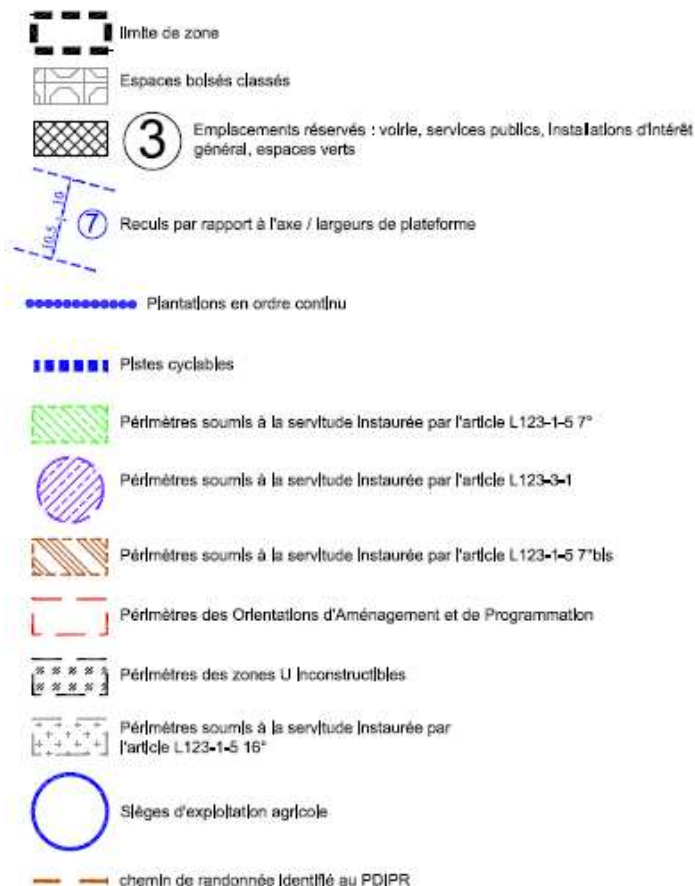 limite de zone
Espaces boisés classés
3
Emplacements réservés : voirie, services publics, Installations d'Intérêt
général, espaces verts
10
10.5
7
Reculs par rapport à l'axe / largeurs de plateforme
Plantations en ordre continu
Pistes cyclables
Périmètres soumis à la servitude Instaurée par l'article L123-1-5 7°
Périmètres soumis à la servitude Instaurée par l'article L123-3-1
Périmètres soumis à la servitude Instaurée par l'article L123-1-5 7°bis
Périmètres des Orientations d'Aménagement et de Programmation
Périmètres des zones U Inconstructibles
Périmètres soumis à la servitude Instaurée par
l'article L123-1-5 16°
Sièges d'exploitation agricole
chemin de randonnée Identifié au PDIPR